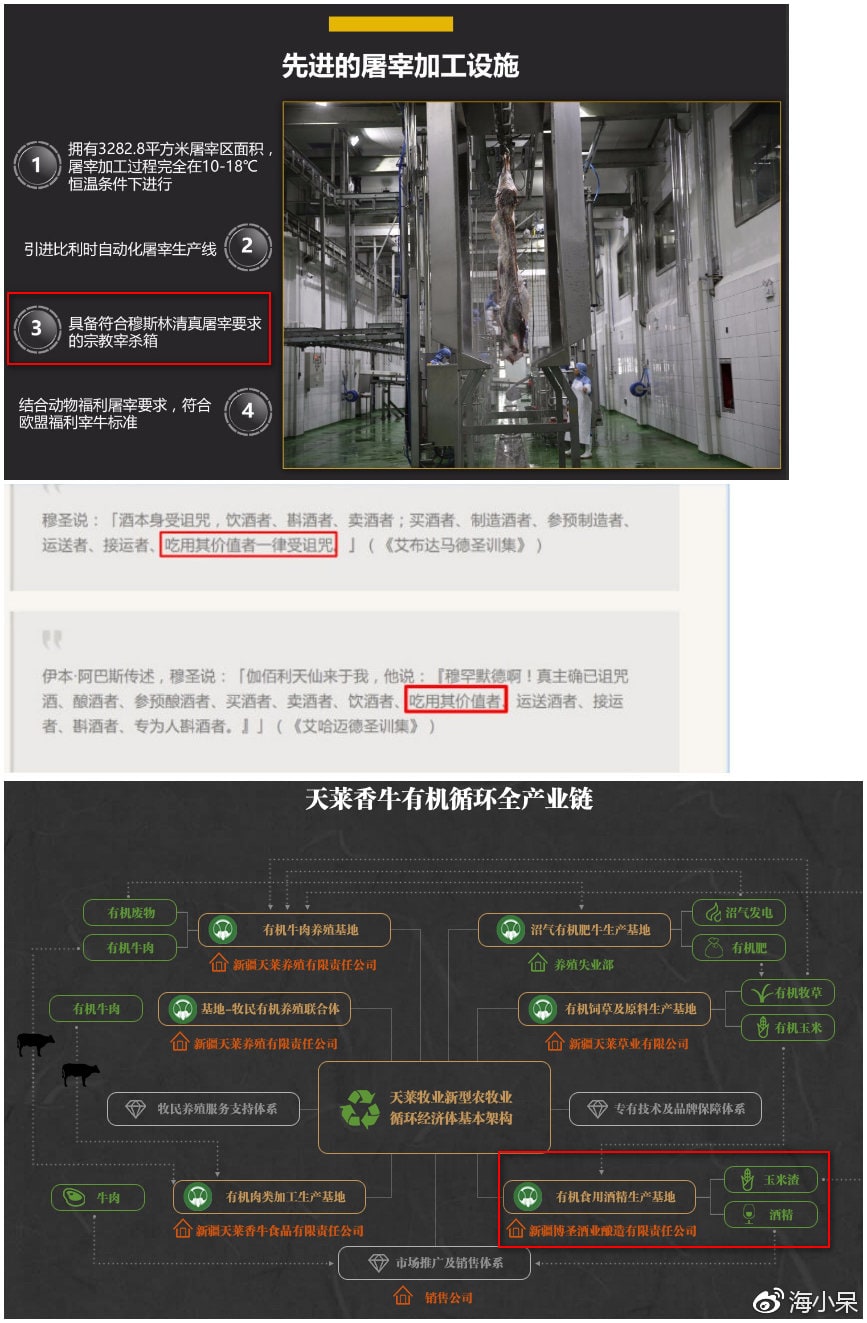 先进的屠宰加工设施
1
拥有3282.8平方米屠宰区面积，
屠宰加工过程完全在10-18℃
恒温条件下进行
引进比利时自动化屠宰生产线
2
3
具备符合穆斯林清真屠宰要求
的宗教宰杀箱
结合动物福利屠宰要求，符合
欧盟福利宰牛标准
4
穆圣说：「酒本身受诅咒，饮酒者、斟酒者、卖酒者；买酒者、制造酒者、参预制造者、
运送者、接运者、吃用其价值者一律受诅咒。」（《艾布达马德圣训集》）
伊本·阿巴斯传述，穆圣说：「伽佰利天仙来于我，他说：『穆罕默德啊！真主确已诅咒
酒、酿酒者、参预酿酒者、买酒者、卖酒者、饮酒者、吃用其价值者、运送酒者、接运
者、斟酒者、专为人斟酒者。』」（《艾哈迈德圣训集》）
天莱香牛有机循环全产业链
有机废物
有机牛肉
有机牛肉养殖基地
新疆天莱养殖有限责任公司
沼气有机肥牛生产基地
养殖失业部
沼气发电
有机肥
有机牛肉
基地-牧民有机养殖联合体
新疆天莱养殖有限责任公司
有机饲草及原料生产基地
新疆天莱草业有限公司
有机牧草
有机玉米
牧民养殖服务支持体系
天莱牧业新型农牧业
循环经济体基本架构
专有技术及品牌保障体系
牛肉
有机肉类加工生产基地
新疆天莱香牛食品有限责任公司
有机食用酒精生产基地
新疆博圣酒业酿造有限责任公司
玉米渣
酒精
市场推广及销售体系
销售公司
海小呆